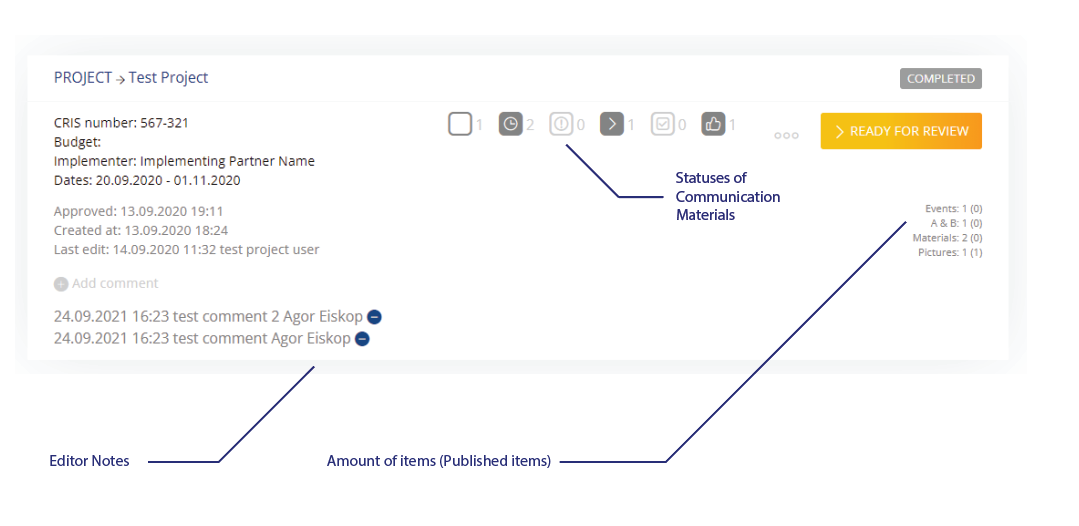 PROJECT → Test Project
COMPLETED
CRIS number: 567-321
Budget:
Implementer: Implementing Partner Name
Dates: 20.09.2020 - 01.11.2020
1 2 0 1 0 1
READY FOR REVIEW
Statuses of
Communication
Materials
Approved: 13.09.2020 19:11
Created at: 13.09.2020 18:24
Last edit: 14.09.2020 11:32 test project user
Events: 1 (0)
A & B: 1 (0)
Materials: 2 (0)
Pictures: 1 (1)
Add comment
24.09.2021 16:23 test comment 2 Agor Eiskop
24.09.2021 16:23 test comment Agor Eiskop
Editor Notes
Amount of items (Published items)